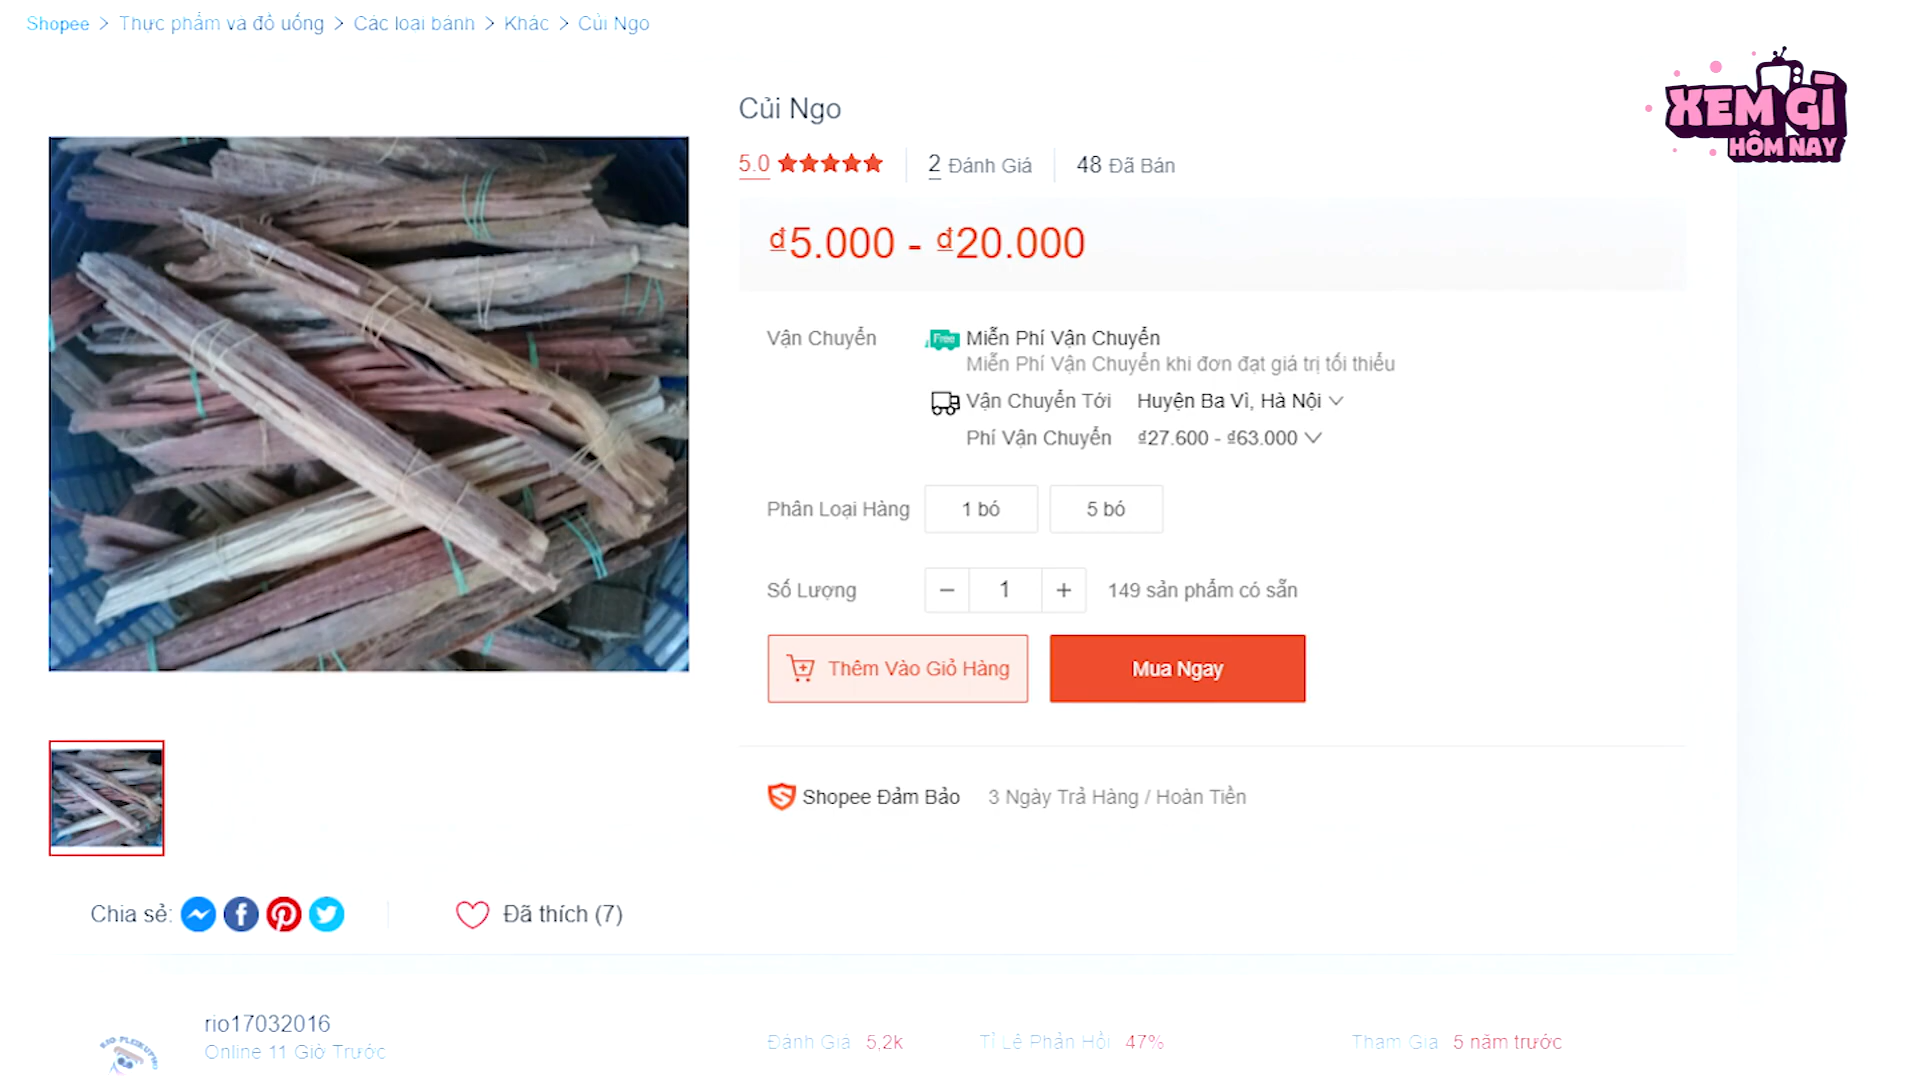 Shopee > Thực phẩm và đồ uống > Các loại bánh > Khác > Củi Ngo
XEM GÌ
HÔM NAY
Củi Ngo
5.0 2 Đánh Giá 48 Đã Bán
₫5.000 - ₫20.000
Vận Chuyển Free Miễn Phí Vận Chuyển
Miễn Phí Vận Chuyển khi đơn đạt giá trị tối thiểu
Vận Chuyển Tới Huyện Ba Vì, Hà Nội
Phí Vận Chuyển ₫27.600 - ₫63.000
Phân Loại Hàng 1 bó 5 bó
Số Lượng − 1 + 149 sản phẩm có sẵn
Thêm Vào Giỏ Hàng Mua Ngay
Shopee Đảm Bảo 3 Ngày Trả Hàng / Hoàn Tiền
Chia sẻ: Đã thích (7)
rio17032016
Online 11 Giờ Trước
Đánh Giá 5,2k Tỉ Lệ Phản Hồi 47% Tham Gia 5 năm trước